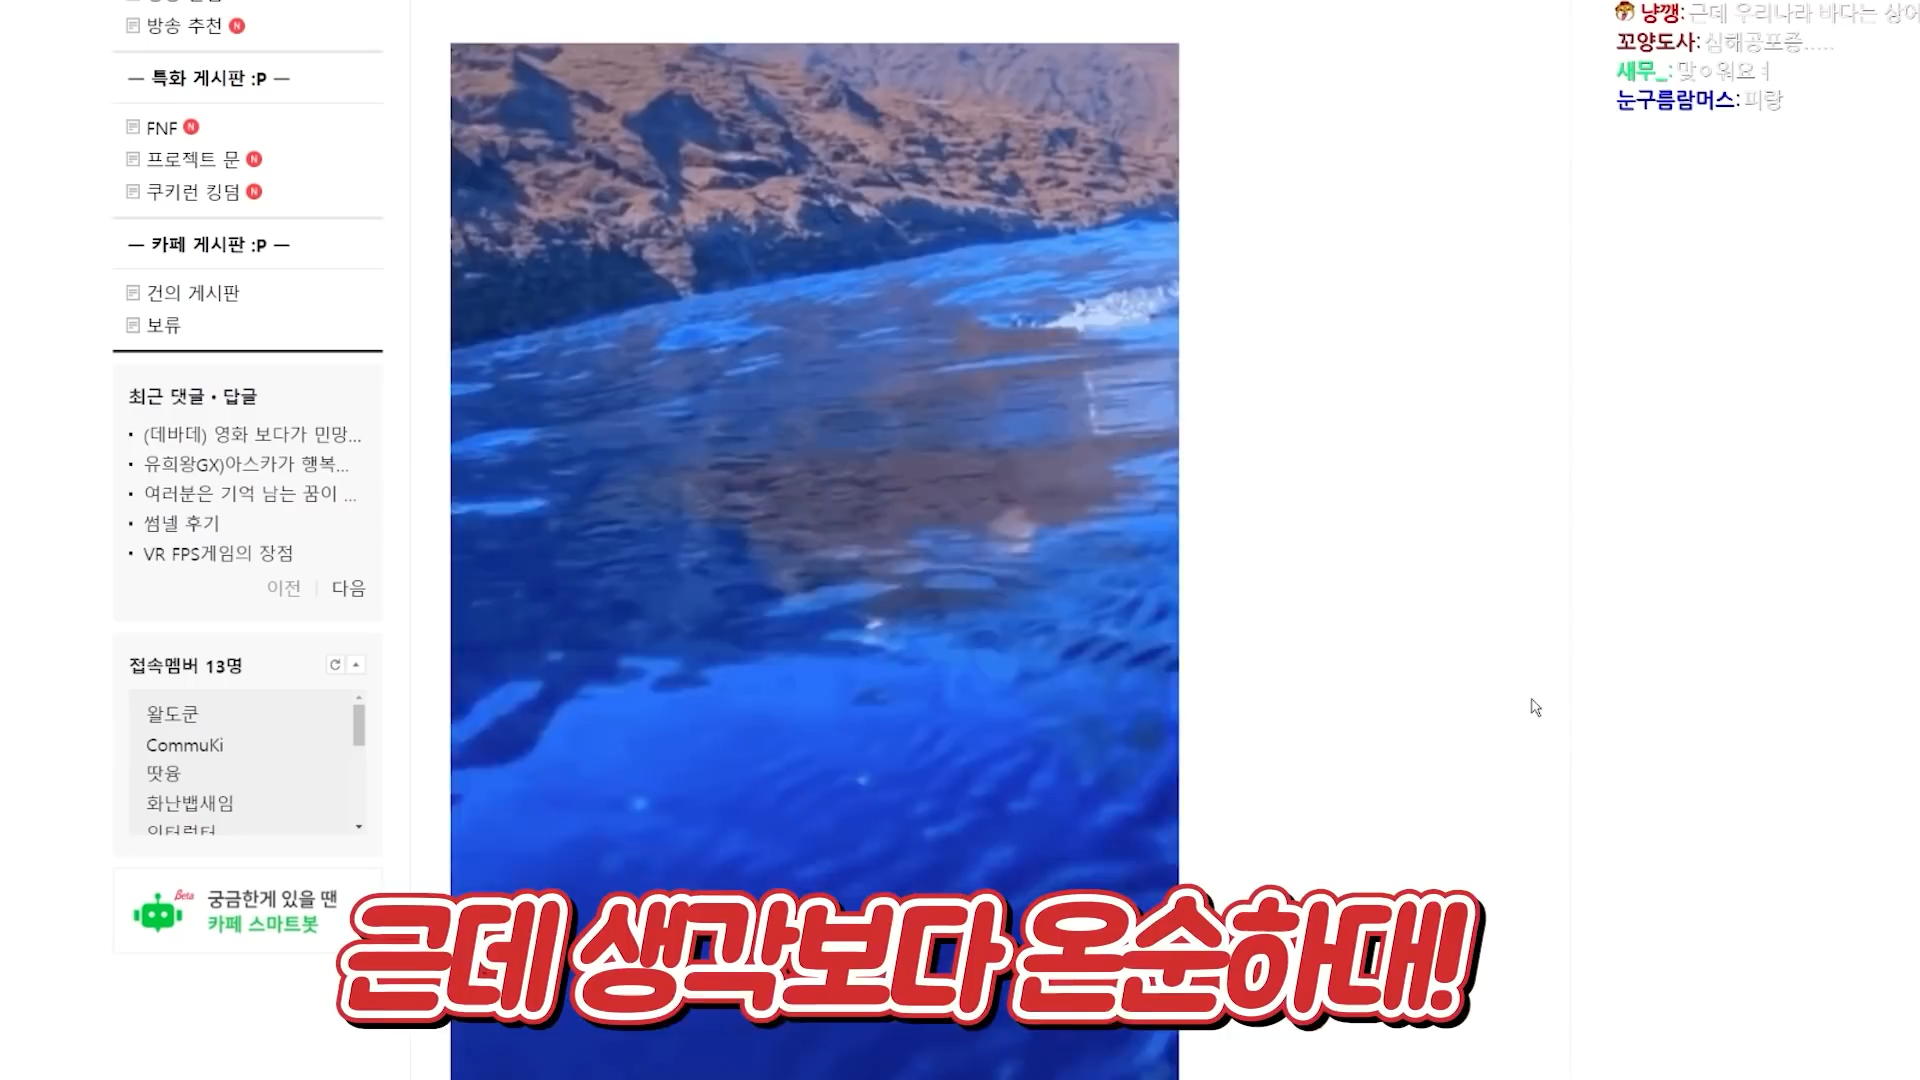 방송 추천 N
— 특화 게시판 :P —
FNF N
프로젝트 문 N
쿠키런 킹덤 N
— 카페 게시판 :P —
건의 게시판
보류
최근 댓글 • 답글
(데바데) 영화 보다가 민망...
유희왕GX)아스카가 행복...
여러분은 기억 남는 꿈이 ...
썸넬 후기
VR FPS게임의 장점
이전 | 다음
접속멤버 13명
왈도쿤
CommuKi
땃융
화난뱁새임
인터럽터
Beta
궁금한게 있을 땐
카페 스마트봇
냥깽: 근데 우리나라 바다는 상어
꼬양도사: 심해공포증.....
새무_: 맞ㅇ워요ㅕ
눈구름람머스: 피랑
근데 생각보다 온순하대!